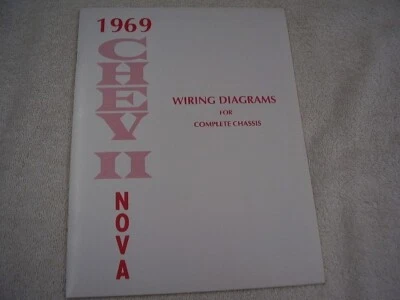 1969
CHEV II
NOVA
WIRING DIAGRAMS
FOR
COMPLETE CHASSIS